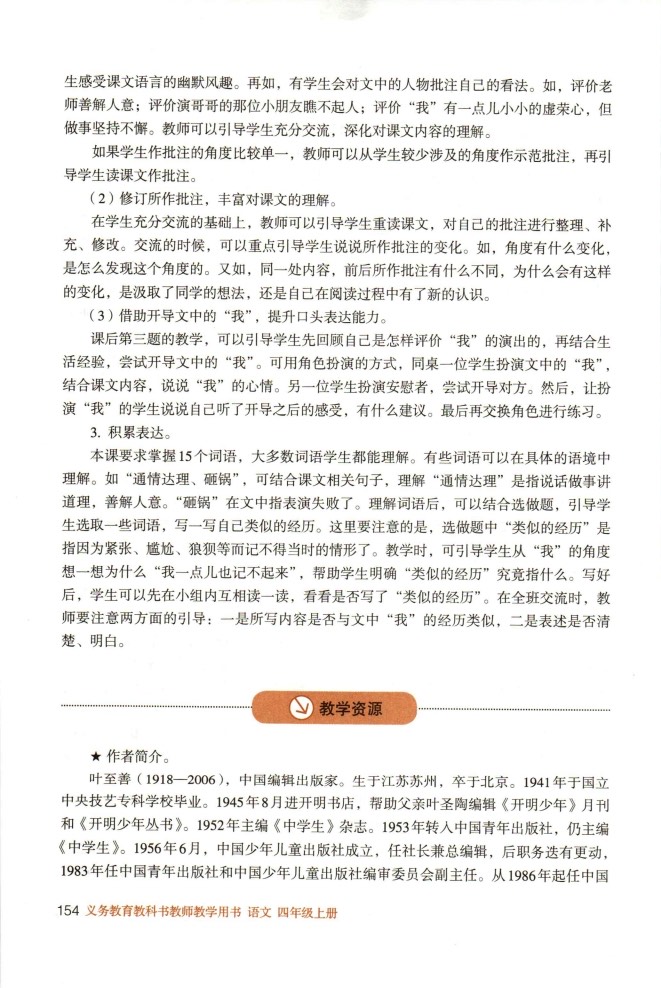 生感受课文语言的幽默风趣。再如，有学生会对文中的人物批注自己的看法。如，评价老
师善解人意；评价演哥哥的那位小朋友瞧不起人；评价“我”有一点儿小小的虚荣心，但
做事坚持不懈。教师可以引导学生充分交流，深化对课文内容的理解。
如果学生作批注的角度比较单一，教师可以从学生较少涉及的角度作示范批注，再引
导学生读课文作批注。
（2）修订所作批注，丰富对课文的理解。
在学生充分交流的基础上，教师可以引导学生重读课文，对自己的批注进行整理、补
充、修改。交流的时候，可以重点引导学生说说所作批注的变化。如，角度有什么变化，
是怎么发现这个角度的。又如，同一处内容，前后所作批注有什么不同，为什么会有这样
的变化，是汲取了同学的想法，还是自己在阅读过程中有了新的认识。
（3）借助开导文中的“我”，提升口头表达能力。
课后第三题的教学，可以引导学生先回顾自己是怎样评价“我”的演出的，再结合生
活经验，尝试开导文中的“我”。可用角色扮演的方式，同桌一位学生扮演文中的“我”，
结合课文内容，说说“我”的心情。另一位学生扮演安慰者，尝试开导对方。然后，让扮
演“我”的学生说说自己听了开导之后的感受，有什么建议。最后再交换角色进行练习。
3. 积累表达。
本课要求掌握15个词语，大多数词语学生都能理解。有些词语可以在具体的语境中
理解。如“通情达理、砸锅”，可结合课文相关句子，理解“通情达理”是指说话做事讲
道理，善解人意。“砸锅”在文中指表演失败了。理解词语后，可以结合选做题，引导学
生选取一些词语，写一写自己类似的经历。这里要注意的是，选做题中“类似的经历”是
指因为紧张、尴尬、狼狈等而记不得当时的情形了。教学时，可引导学生从“我”的角度
想一想为什么“我一点儿也记不起来”，帮助学生明确“类似的经历”究竟指什么。写好
后，学生可以先在小组内互相读一读，看看是否写了“类似的经历”。在全班交流时，教
师要注意两方面的引导：一是所写内容是否与文中“我”的经历类似，二是表述是否清
楚、明白。
教学资源
★ 作者简介。
叶至善（1918—2006），中国编辑出版家。生于江苏苏州，卒于北京。1941年于国立
中央技艺专科学校毕业。1945年8月进开明书店，帮助父亲叶圣陶编辑《开明少年》月刊
和《开明少年丛书》。1952年主编《中学生》杂志。1953年转入中国青年出版社，仍主编
《中学生》。1956年6月，中国少年儿童出版社成立，任社长兼总编辑，后职务迭有更动，
1983年任中国青年出版社和中国少年儿童出版社编审委员会副主任。从1986年起任中国
154 义务教育教科书教师教学用书 语文 四年级上册